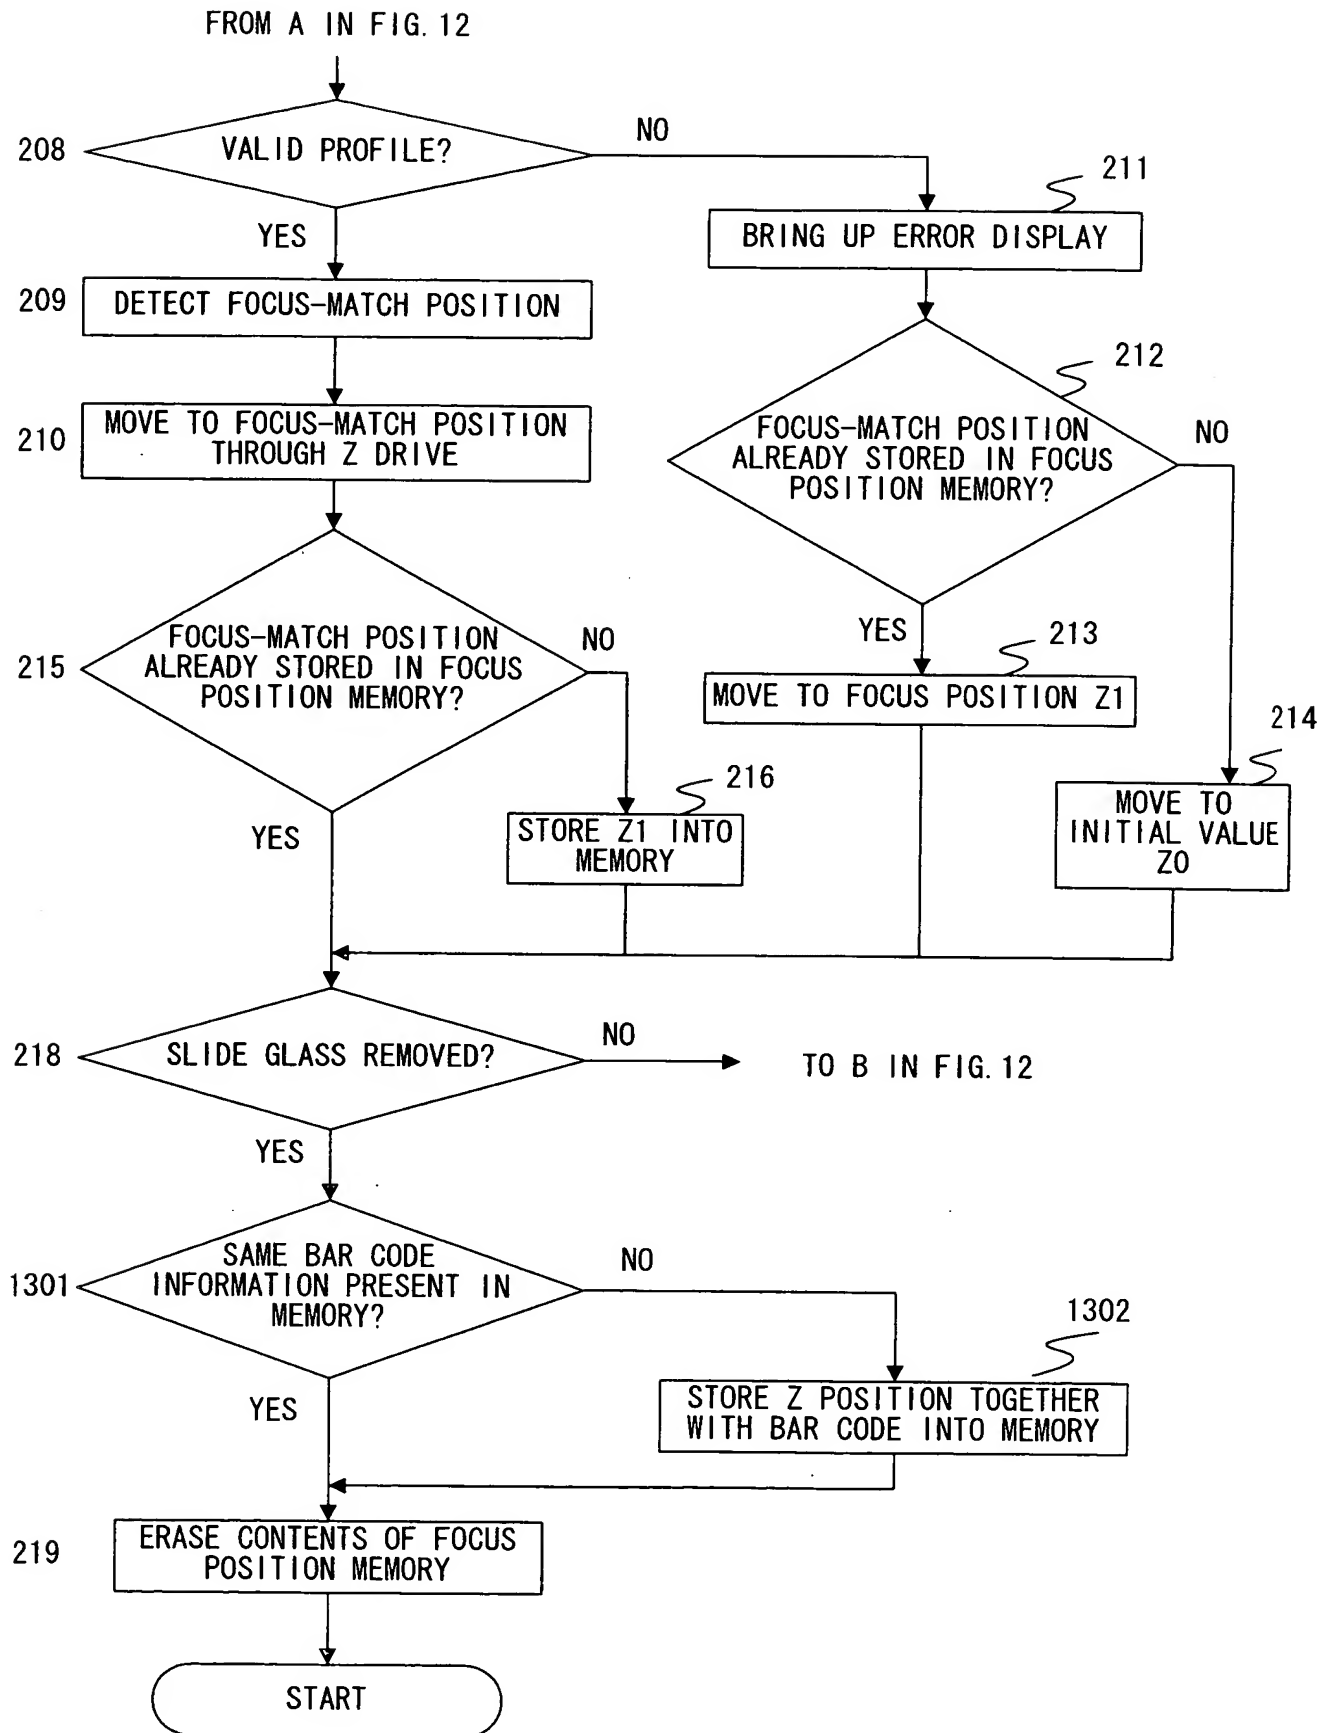 FROM A IN FIG. 12
208
VALID PROFILE?
NO
YES
211
BRING UP ERROR DISPLAY
209
DETECT FOCUS-MATCH POSITION
212
210
MOVE TO FOCUS-MATCH POSITION
THROUGH Z DRIVE
FOCUS-MATCH POSITION
ALREADY STORED IN FOCUS
POSITION MEMORY?
NO
YES
213
MOVE TO FOCUS POSITION Z1
215
FOCUS-MATCH POSITION
ALREADY STORED IN FOCUS
POSITION MEMORY?
NO
214
MOVE TO
INITIAL VALUE
Z0
216
STORE Z1 INTO
MEMORY
YES
218
SLIDE GLASS REMOVED?
NO
TO B IN FIG. 12
YES
1301
SAME BAR CODE
INFORMATION PRESENT IN
MEMORY?
NO
1302
STORE Z POSITION TOGETHER
WITH BAR CODE INTO MEMORY
YES
219
ERASE CONTENTS OF FOCUS
POSITION MEMORY
START